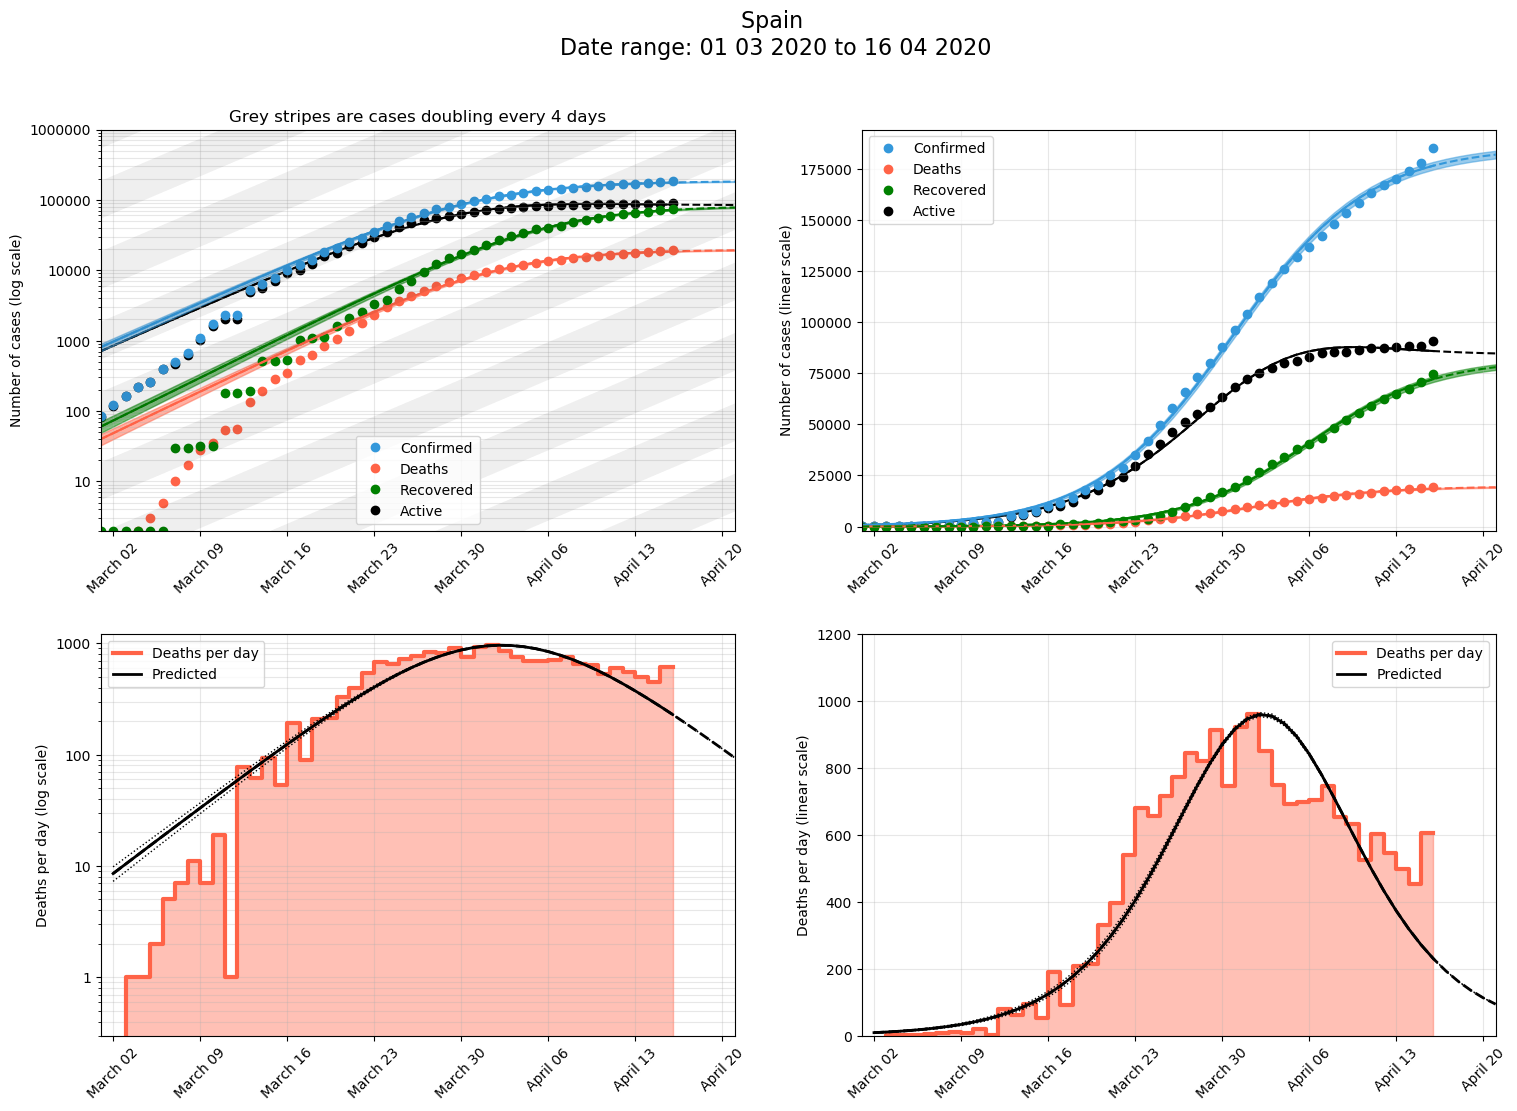 Spain
Date range: 01 03 2020 to 16 04 2020
Grey stripes are cases doubling every 4 days
Number of cases (log scale)
1000000
100000
10000
1000
100
10
Confirmed
Deaths
Recovered
Active
March 02
March 09
March 16
March 23
March 30
April 06
April 13
April 20
Number of cases (linear scale)
175000
150000
125000
100000
75000
50000
25000
0
Confirmed
Deaths
Recovered
Active
March 02
March 09
March 16
March 23
March 30
April 06
April 13
April 20
Deaths per day (log scale)
1000
100
10
1
Deaths per day
Predicted
March 02
March 09
March 16
March 23
March 30
April 06
April 13
April 20
Deaths per day (linear scale)
1200
1000
800
600
400
200
0
Deaths per day
Predicted
March 02
March 09
March 16
March 23
March 30
April 06
April 13
April 20